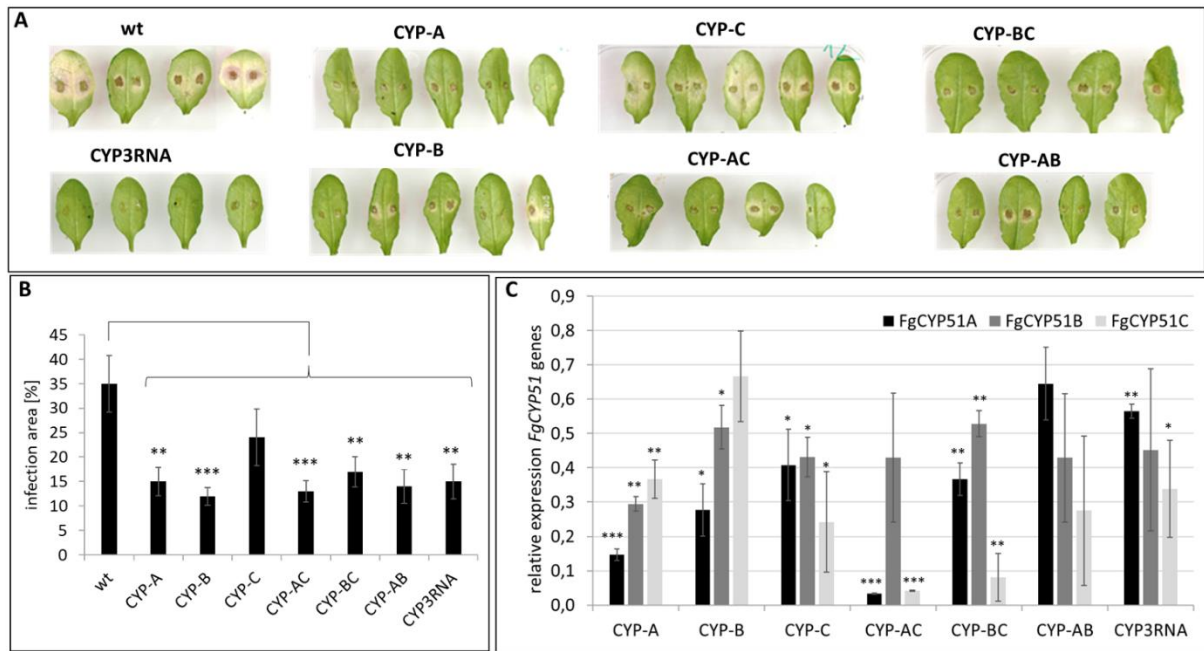 A
wt
CYP-A
CYP-C
CYP-BC
CYP3RNA
CYP-B
CYP-AC
CYP-AB
B
infection area [%]
45
40
35
30
25
20
15
10
5
0
**
***
***
**
**
**
wt
CYP-A
CYP-B
CYP-C
CYP-AC
CYP-BC
CYP-AB
CYP3RNA
C
relative expression FgCYP51 genes
0,9
0,8
0,7
0,6
0,5
0,4
0,3
0,2
0,1
0,0
FgCYP51A FgCYP51B FgCYP51C
*** ** **
* *
* * *
*** ***
** ** **
** *
CYP-A CYP-B CYP-C CYP-AC CYP-BC CYP-AB CYP3RNA